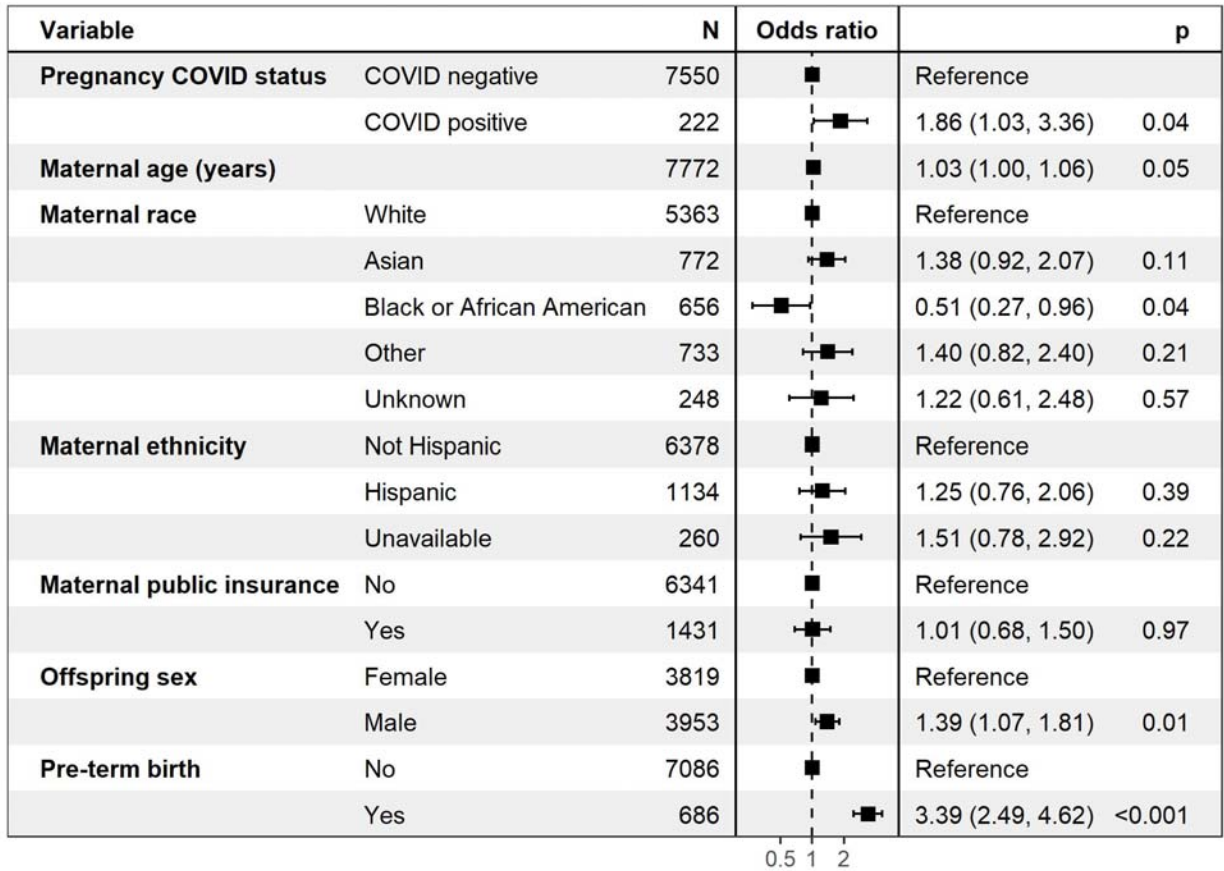 Variable N Odds ratio p
Pregnancy COVID status COVID negative 7550 Reference
COVID positive 222 1.86 (1.03, 3.36) 0.04
Maternal age (years) 7772 1.03 (1.00, 1.06) 0.05
Maternal race White 5363 Reference
Asian 772 1.38 (0.92, 2.07) 0.11
Black or African American 656 0.51 (0.27, 0.96) 0.04
Other 733 1.40 (0.82, 2.40) 0.21
Unknown 248 1.22 (0.61, 2.48) 0.57
Maternal ethnicity Not Hispanic 6378 Reference
Hispanic 1134 1.25 (0.76, 2.06) 0.39
Unavailable 260 1.51 (0.78, 2.92) 0.22
Maternal public insurance No 6341 Reference
Yes 1431 1.01 (0.68, 1.50) 0.97
Offspring sex Female 3819 Reference
Male 3953 1.39 (1.07, 1.81) 0.01
Pre-term birth No 7086 Reference
Yes 686 3.39 (2.49, 4.62) <0.001
0.5 1 2